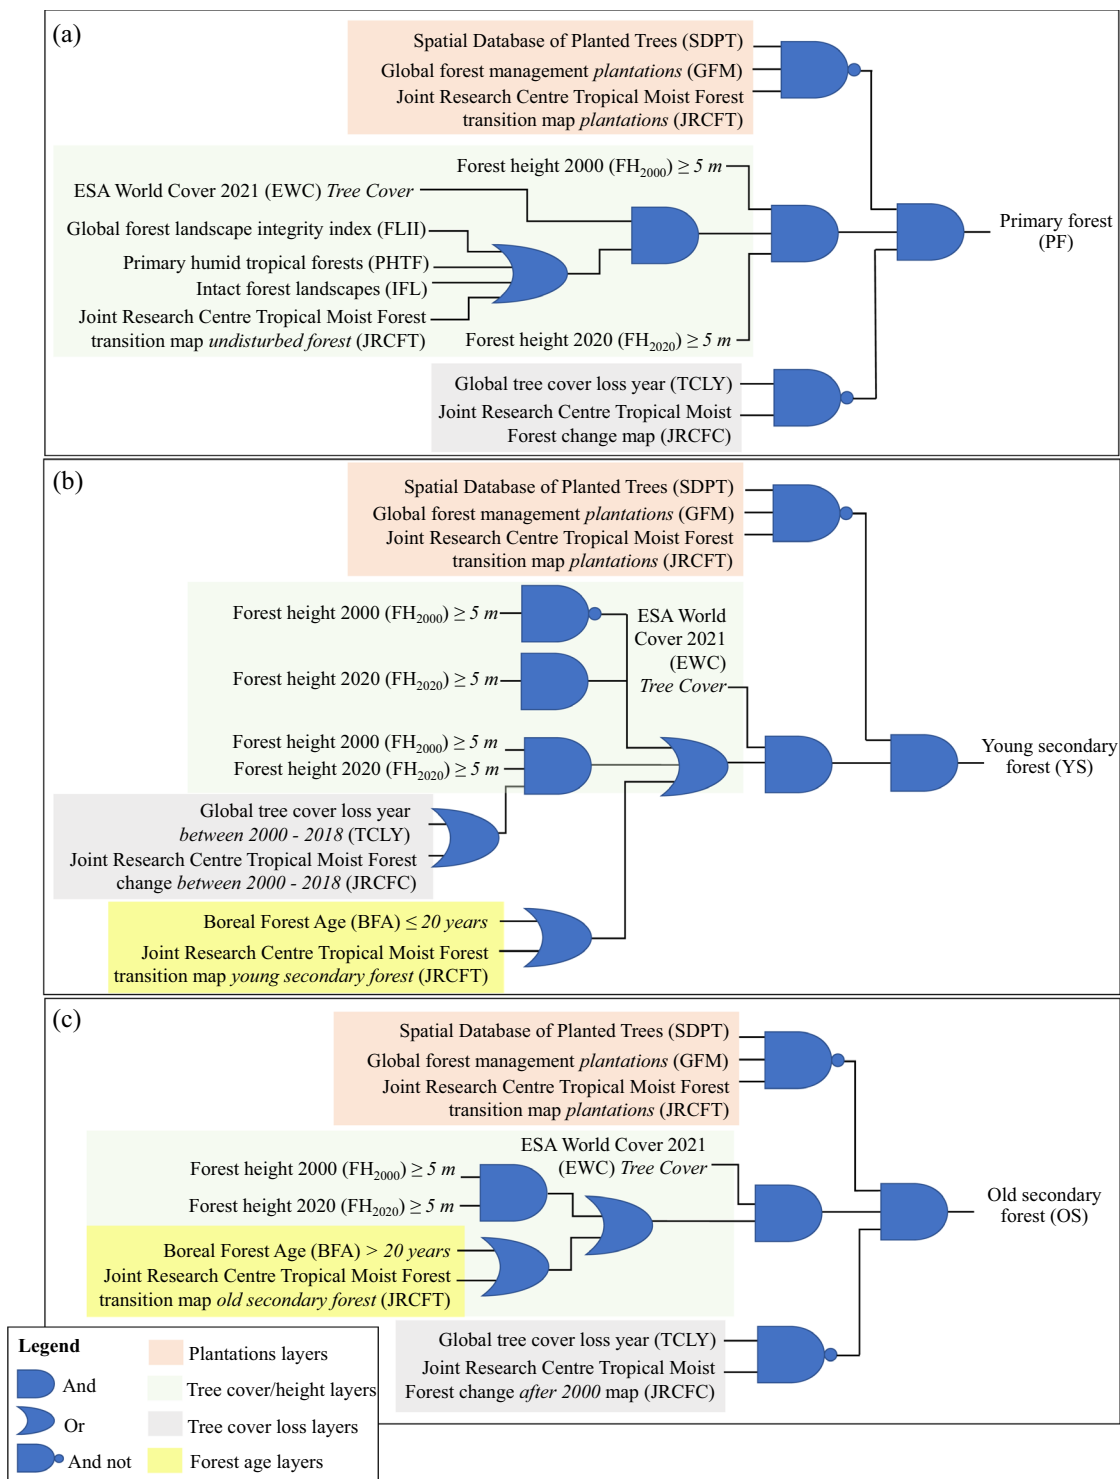 (a)
Spatial Database of Planted Trees (SDPT)
Global forest management plantations (GFM)
Joint Research Centre Tropical Moist Forest
transition map plantations (JRCFT)
Forest height 2000 (FH2000) ≥ 5 m
ESA World Cover 2021 (EWC) Tree Cover
Global forest landscape integrity index (FLII)
Primary humid tropical forests (PHTF)
Intact forest landscapes (IFL)
Joint Research Centre Tropical Moist Forest
transition map undisturbed forest (JRCFT)
Forest height 2020 (FH2020) ≥ 5 m
Primary forest
(PF)
Global tree cover loss year (TCLY)
Joint Research Centre Tropical Moist
Forest change map (JRCFC)
(b)
Spatial Database of Planted Trees (SDPT)
Global forest management plantations (GFM)
Joint Research Centre Tropical Moist Forest
transition map plantations (JRCFT)
Forest height 2000 (FH2000) ≥ 5 m
Forest height 2020 (FH2020) ≥ 5 m
ESA World
Cover 2021
(EWC)
Tree Cover
Forest height 2000 (FH2000) ≥ 5 m
Forest height 2020 (FH2020) ≥ 5 m
Young secondary
forest (YS)
Global tree cover loss year
between 2000 - 2018 (TCLY)
Joint Research Centre Tropical Moist Forest
change between 2000 - 2018 (JRCFC)
Boreal Forest Age (BFA) ≤ 20 years
Joint Research Centre Tropical Moist Forest
transition map young secondary forest (JRCFT)
(c)
Spatial Database of Planted Trees (SDPT)
Global forest management plantations (GFM)
Joint Research Centre Tropical Moist Forest
transition map plantations (JRCFT)
ESA World Cover 2021
(EWC) Tree Cover
Forest height 2000 (FH2000) ≥ 5 m
Forest height 2020 (FH2020) ≥ 5 m
Old secondary
forest (OS)
Boreal Forest Age (BFA) > 20 years
Joint Research Centre Tropical Moist Forest
transition map old secondary forest (JRCFT)
Global tree cover loss year (TCLY)
Joint Research Centre Tropical Moist
Forest change after 2000 map (JRCFC)
Legend
And
Or
And not
Plantations layers
Tree cover/height layers
Tree cover loss layers
Forest age layers